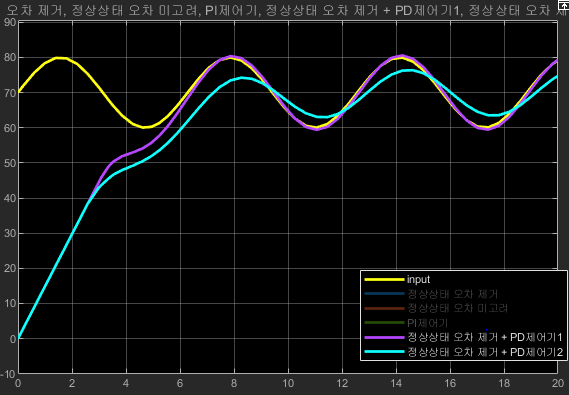 오차 제거, 정상상태 오차 미고려, PI제어기, 정상상태 오차 제거 + PD제어기1, 정상상태 오차 제
90
80
70
60
50
40
30
20
10
0
-10
0 2 4 6 8 10 12 14 16 18 20
input
정상상태 오차 제거
정상상태 오차 미고려
PI제어기
정상상태 오차 제거 + PD제어기1
정상상태 오차 제거 + PD제어기2